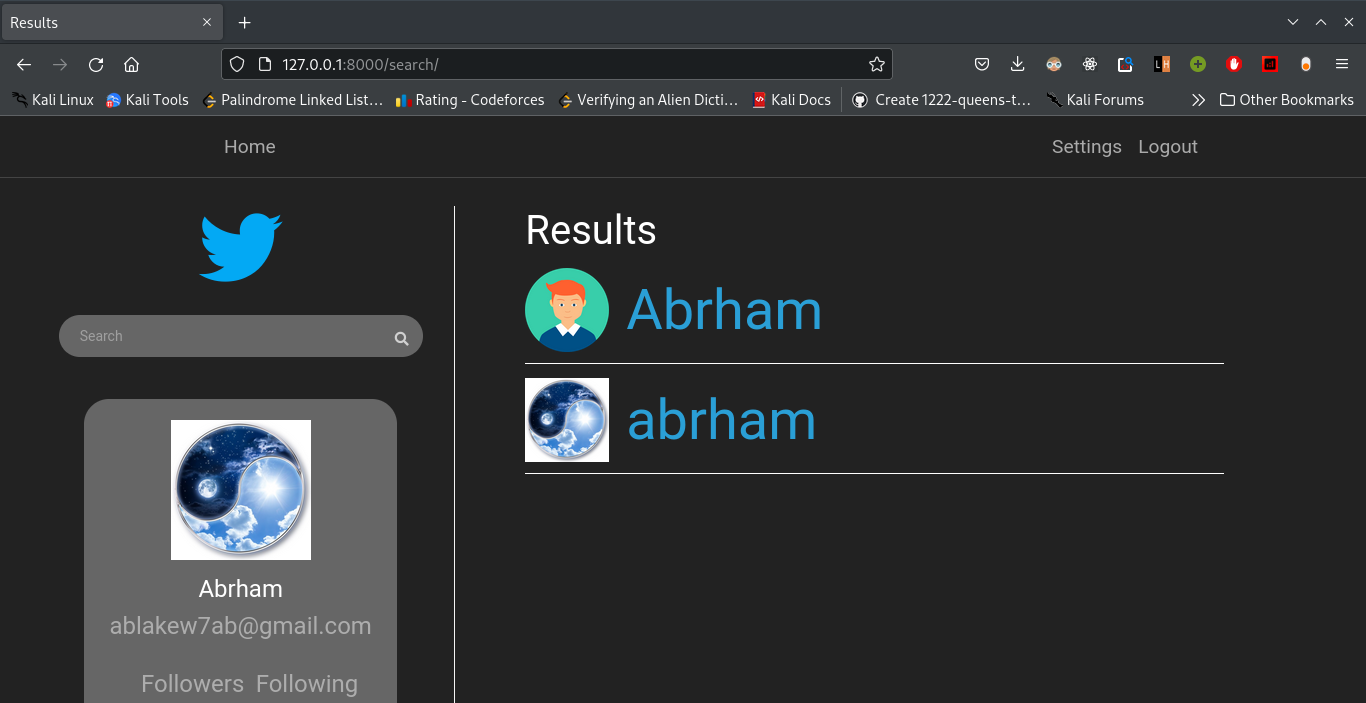 Results
127.0.0.1:8000/search/
Kali Linux Kali Tools Palindrome Linked List… Rating - Codeforces Verifying an Alien Dicti… Kali Docs Create 1222-queens-t… Kali Forums Other Bookmarks
Home Settings Logout
Results
Abrham
abrham
Search
Abrham
ablakew7ab@gmail.com
Followers Following